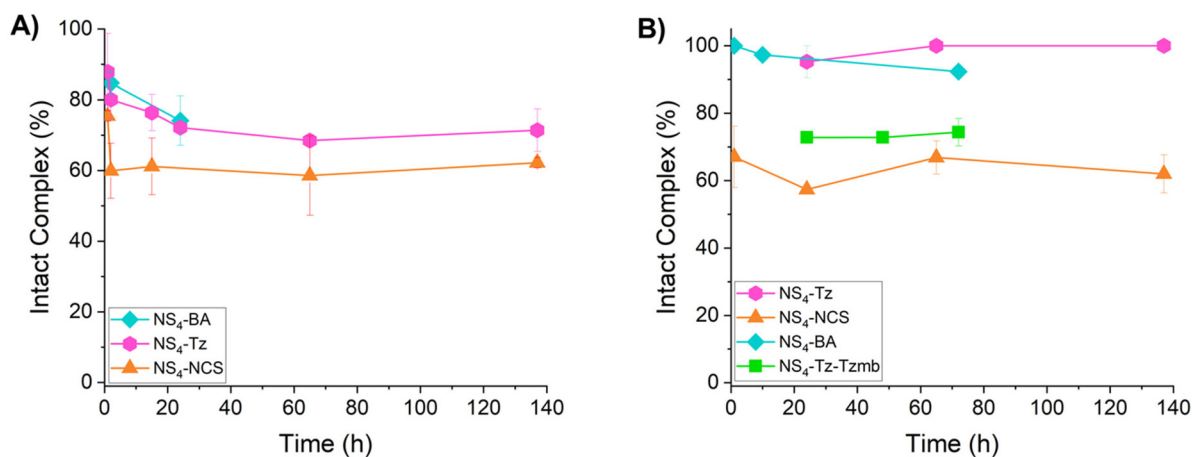 A)
Intact Complex (%)
100
80
60
40
20
0
NS₄-BA
NS₄-Tz
NS₄-NCS
0 20 40 60 80 100 120 140
Time (h)
B)
Intact Complex (%)
100
80
60
40
20
0
NS₄-Tz
NS₄-NCS
NS₄-BA
NS₄-Tz-Tzmb
0 20 40 60 80 100 120 140
Time (h)